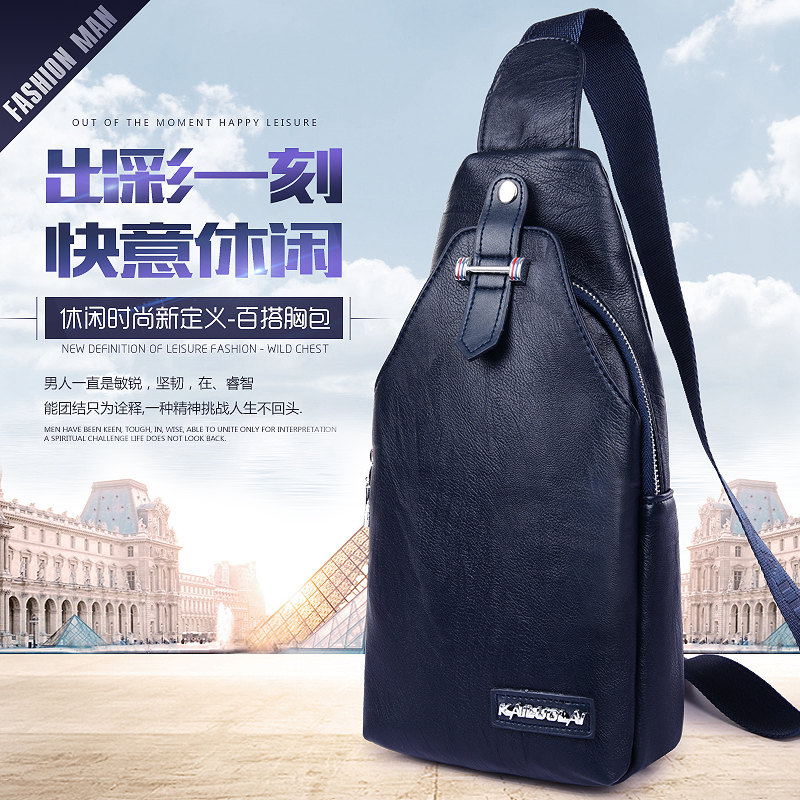 FASHION MAN
OUT OF THE MOMENT HAPPY LEISURE
出彩一刻
快意休闲
休闲时尚新定义-百搭胸包
NEW DEFINITION OF LEISURE FASHION - WILD CHEST
男人一直是敏锐，坚韧，在、睿智
能团结只为诠释,一种精神挑战人生不回头.
MEN HAVE BEEN KEEN, TOUGH, IN, WISE, ABLE TO UNITE ONLY FOR INTERPRETATION
A SPIRITUAL CHALLENGE LIFE DOES NOT LOOK BACK.